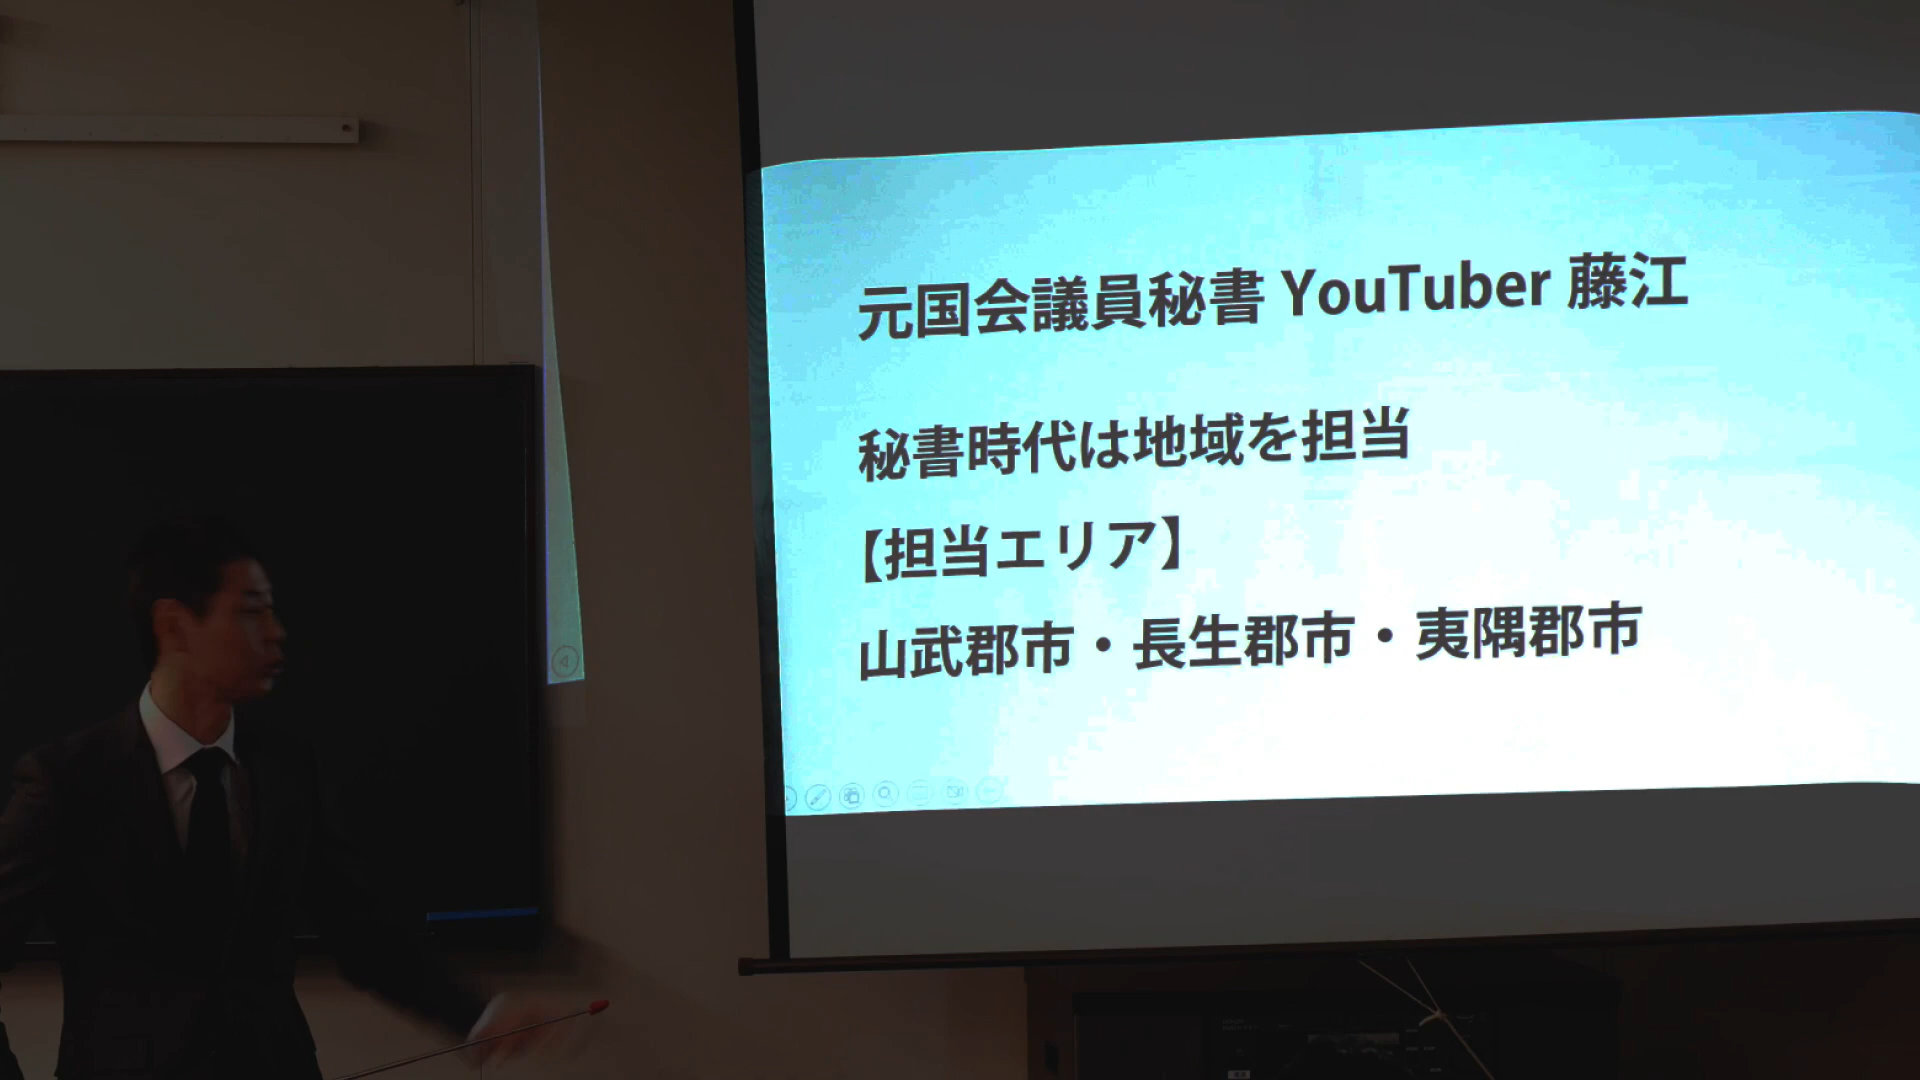 元国会議員秘書 YouTuber 藤江
秘書時代は地域を担当
【担当エリア】
山武郡市・長生郡市・夷隅郡市